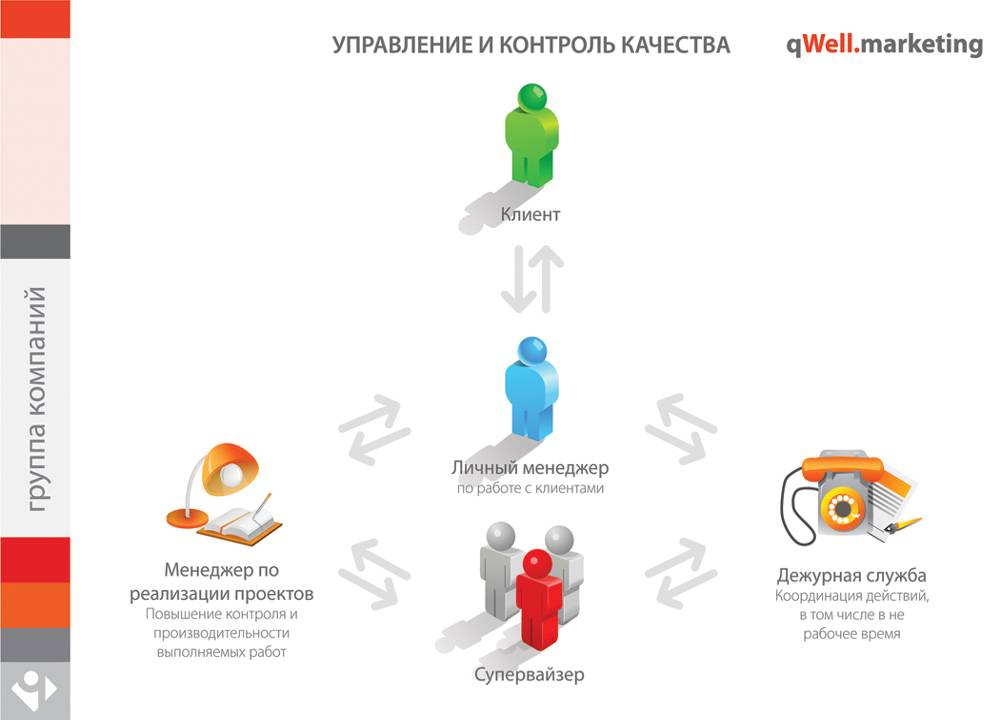 УПРАВЛЕНИЕ И КОНТРОЛЬ КАЧЕСТВА
qWell.marketing
группа компаний
Клиент
Личный менеджер
по работе с клиентами
Менеджер по
реализации проектов
Повышение контроля и
производительности
выполняемых работ
Дежурная служба
Координация действий,
в том числе в не
рабочее время
Супервайзер